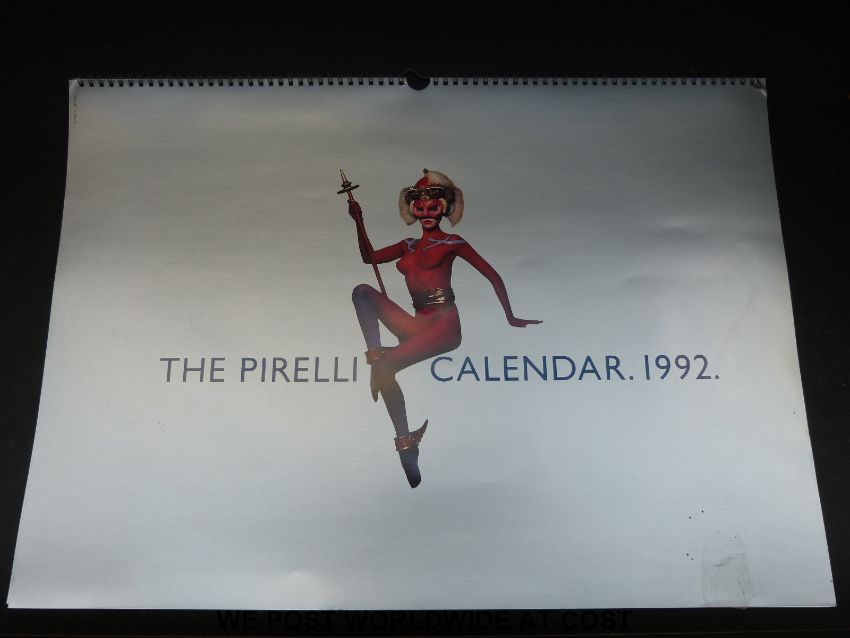 THE PIRELLI CALENDAR. 1992.
WE POST WORLDWIDE AT COST